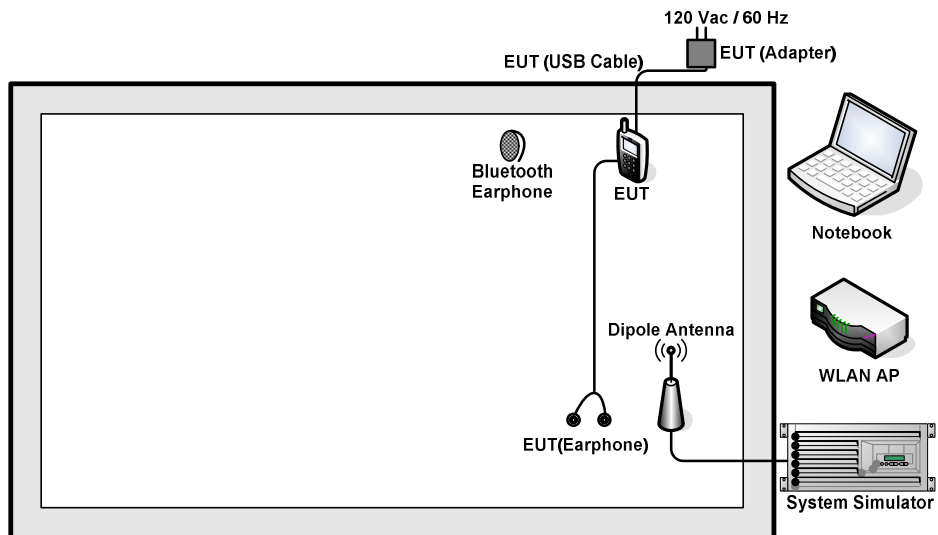 120 Vac / 60 Hz
EUT (USB Cable)
EUT (Adapter)
Bluetooth
Earphone
EUT
Notebook
Dipole Antenna
WLAN AP
EUT(Earphone)
System Simulator